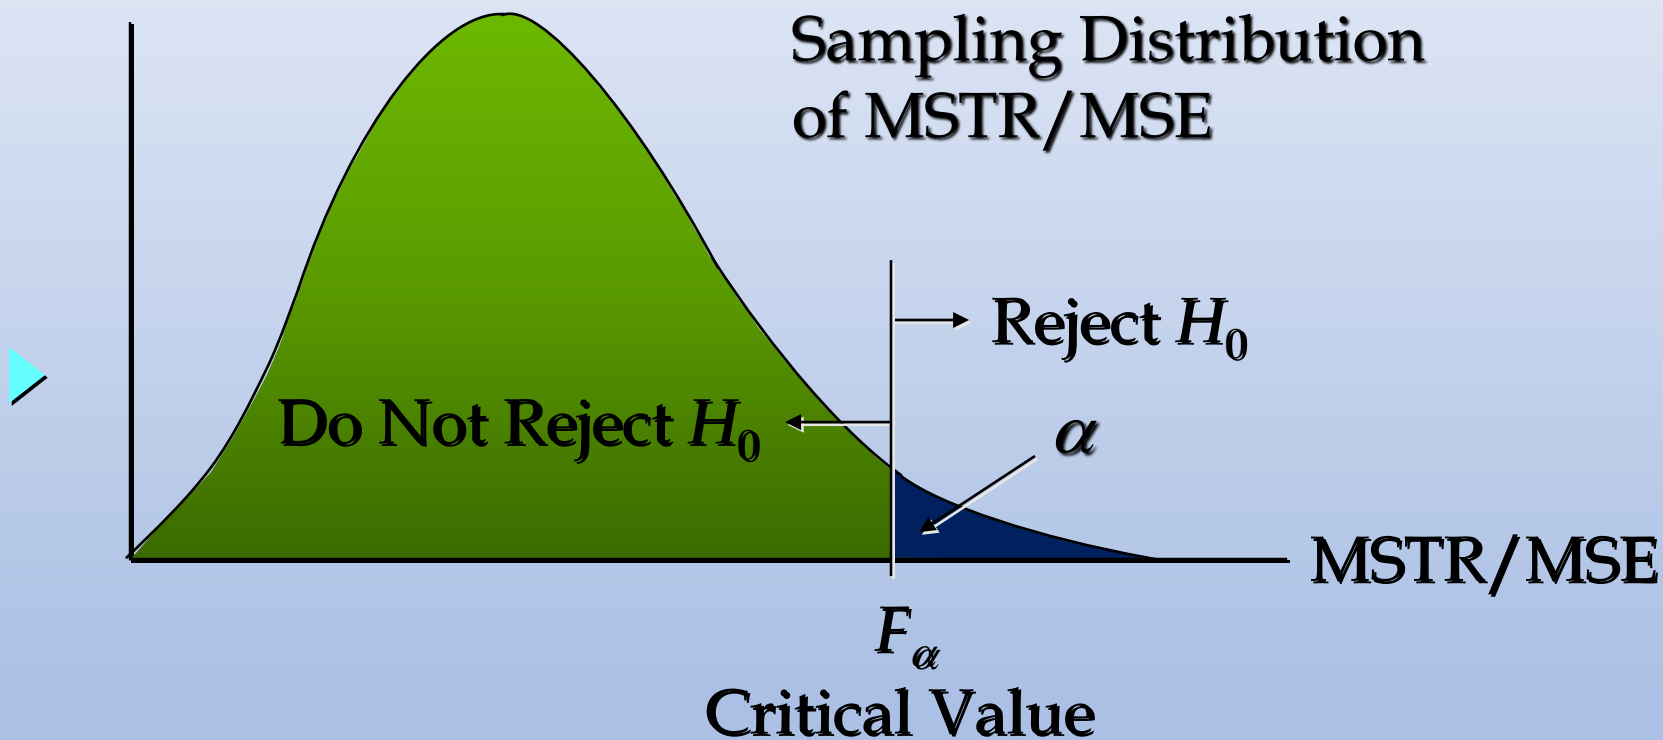 Sampling Distribution
of MSTR/MSE
Reject H₀
Do Not Reject H₀
α
MSTR/MSE
Fα
Critical Value